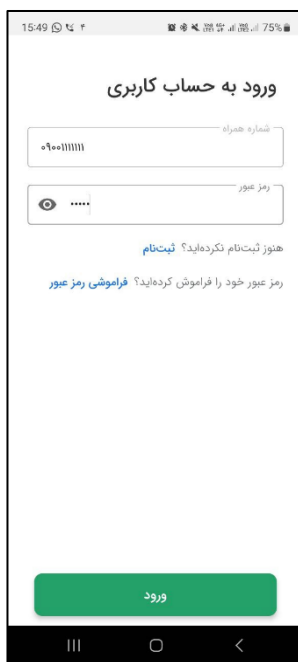 15:49 ۴ 75%
ورود به حساب کاربری
شماره همراه
۰۹۰۰۱۱۱۱۱۱۱
رمز عبور
•••••
هنوز ثبت‌نام نکرده‌اید؟ ثبت‌نام
رمز عبور خود را فراموش کرده‌اید؟ فراموشی رمز عبور
ورود